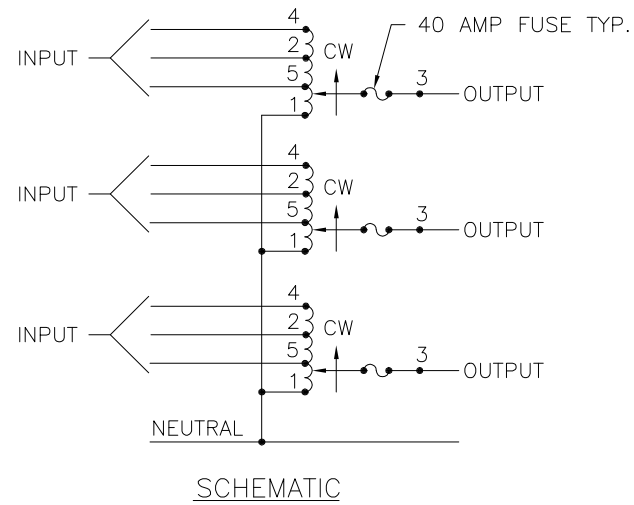 40 AMP FUSE TYP.
4
2
CW
INPUT
5
3
OUTPUT
1
4
2
CW
INPUT
5
3
OUTPUT
1
4
2
CW
INPUT
5
3
OUTPUT
1
NEUTRAL
SCHEMATIC